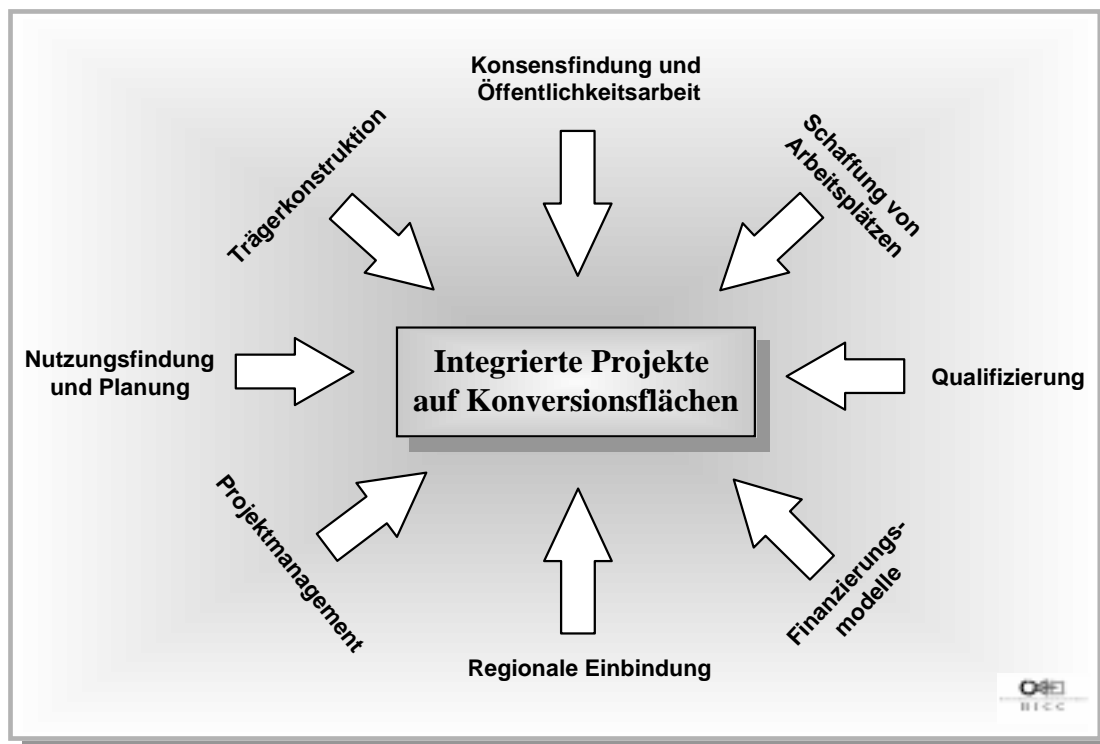 Konsensfindung und
Öffentlichkeitsarbeit
Trägerkonstruktion
Schaffung von
Arbeitsplätzen
Nutzungsfindung
und Planung
Integrierte Projekte
auf Konversionsflächen
Qualifizierung
Projektmanagement
Finanzierungs-
modelle
Regionale Einbindung